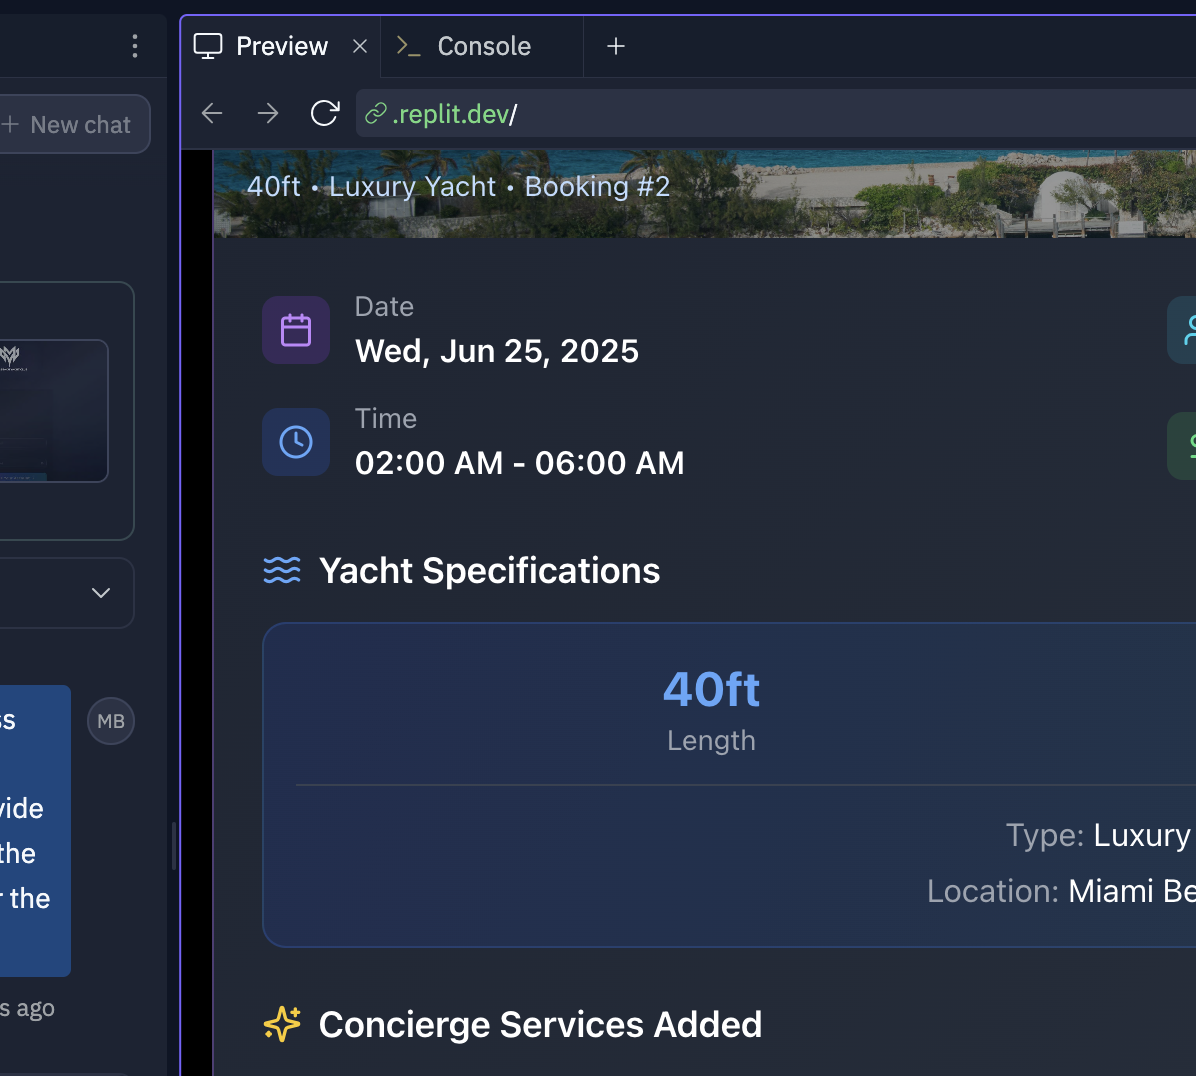 Preview
Console
New chat
.replit.dev/
40ft • Luxury Yacht • Booking #2
Date
Wed, Jun 25, 2025
Time
02:00 AM - 06:00 AM
Yacht Specifications
40ft
Length
Type: Luxury
Location: Miami Be
Concierge Services Added
ss
MB
vide
the
r the
s ago